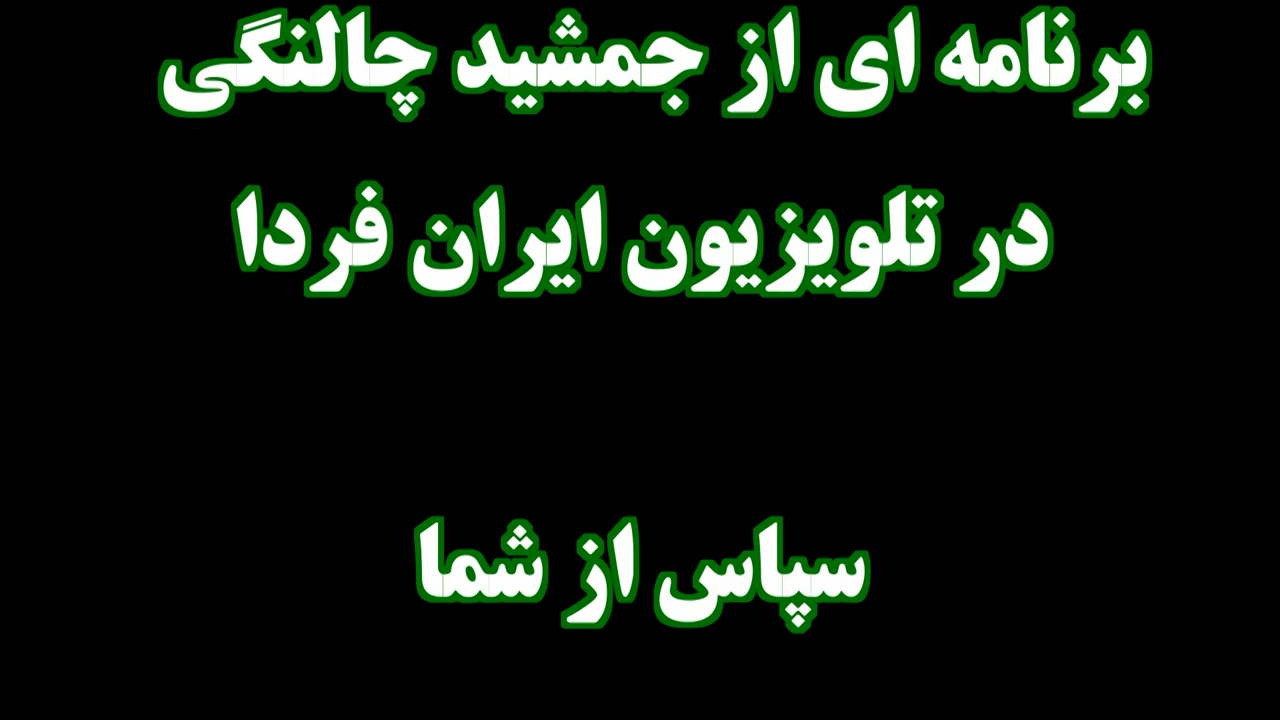 برنامه ای از جمشید چالنگی
در تلویزیون ایران فردا
سپاس از شما